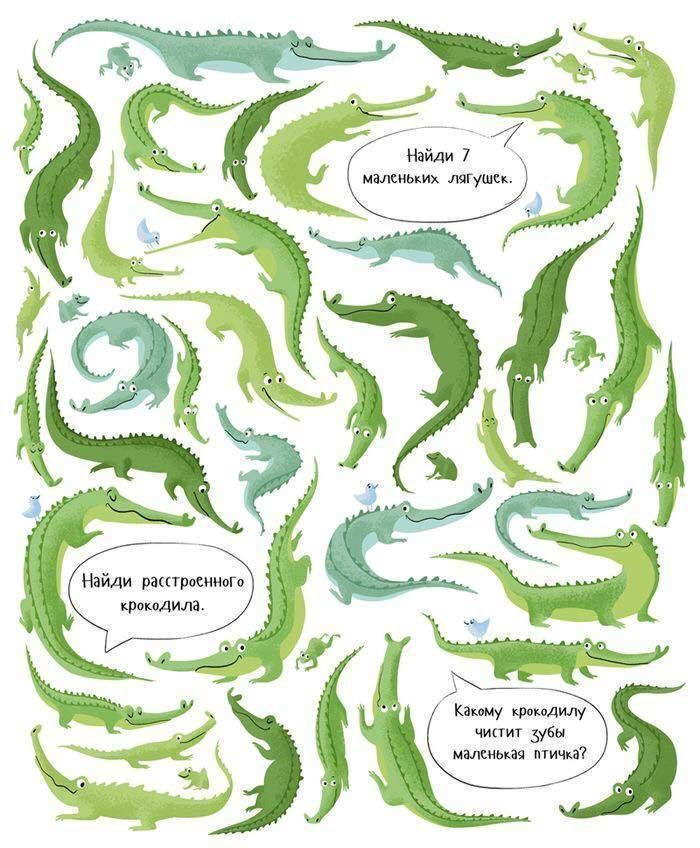 Найди 7
маленьких лягушек.
Найди расстроенного
крокодила.
Какому крокодилу
чистит зубы
маленькая птичка?